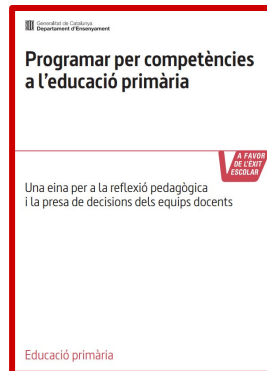 Generalitat de Catalunya
Departament d'Ensenyament
Programar per competències
a l'educació primària
A FAVOR
DE L'ÈXIT
ESCOLAR
Una eina per a la reflexió pedagògica
i la presa de decisions dels equips docents
Educació primària